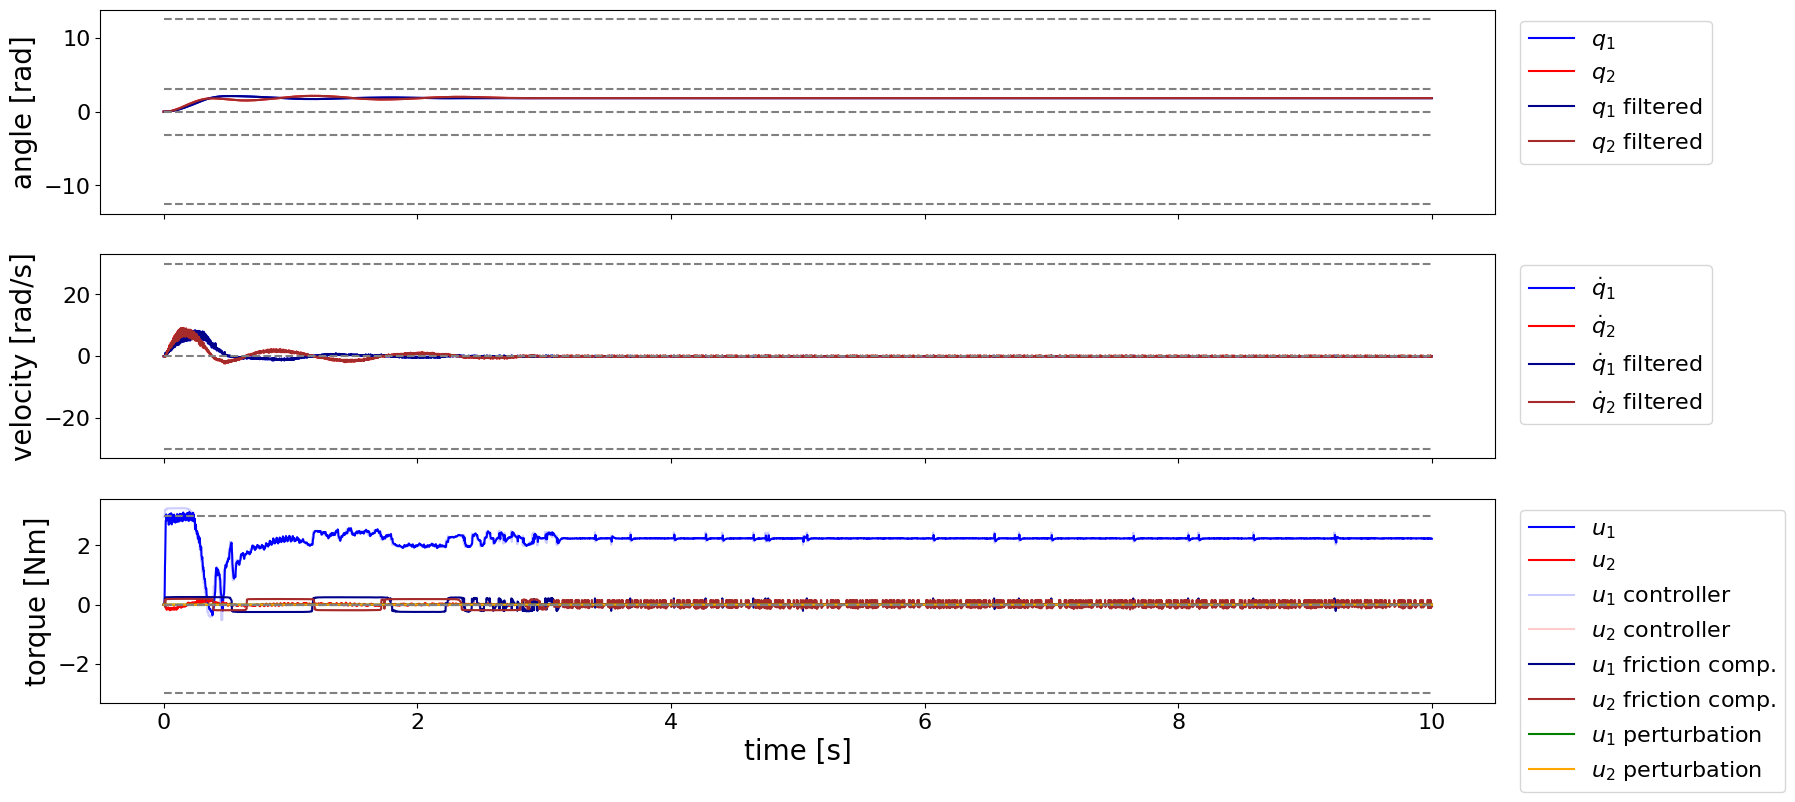 angle [rad]
10
0
−10
q₁
q₂
q₁ filtered
q₂ filtered
velocity [rad/s]
20
0
−20
q̇₁
q̇₂
q̇₁ filtered
q̇₂ filtered
torque [Nm]
2
0
−2
0 2 4 6 8 10
time [s]
u₁
u₂
u₁ controller
u₂ controller
u₁ friction comp.
u₂ friction comp.
u₁ perturbation
u₂ perturbation